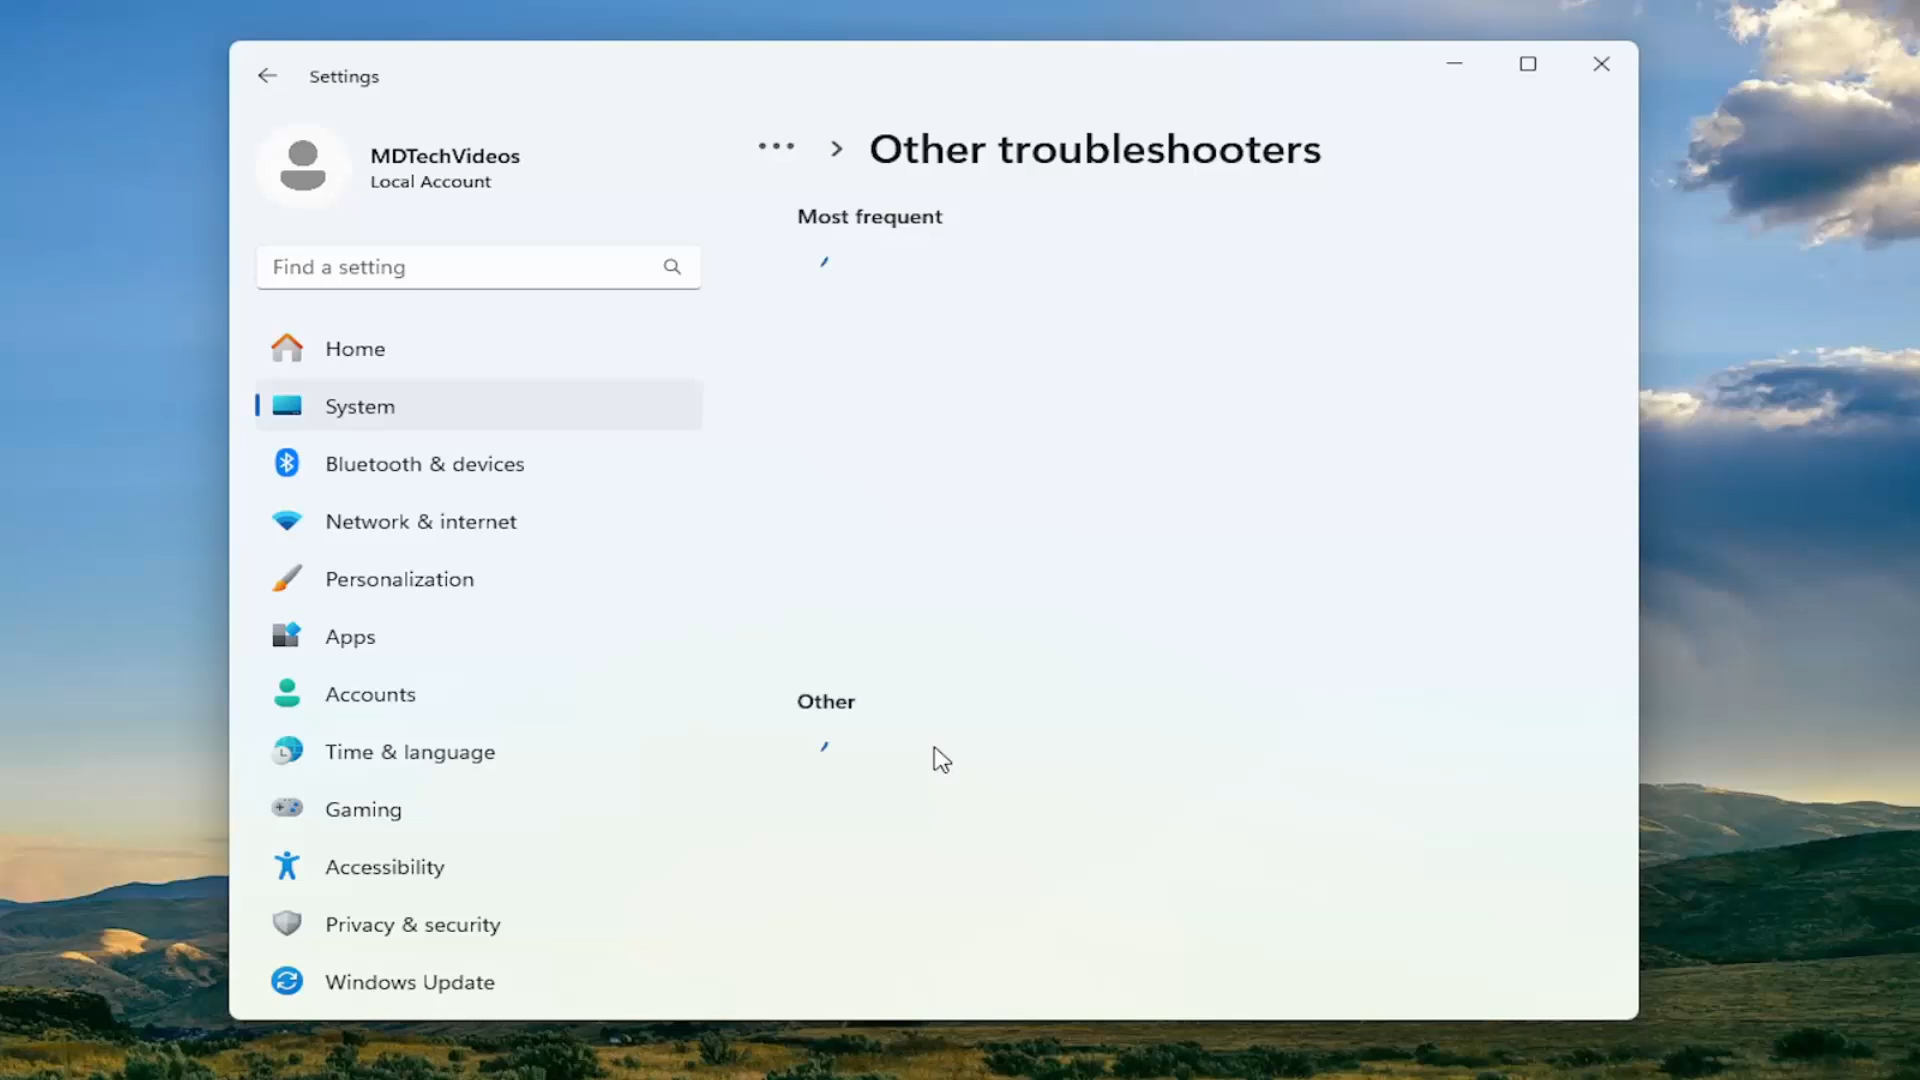 Settings
MDTechVideos
Local Account
Find a setting
Home
System
Bluetooth & devices
Network & internet
Personalization
Apps
Accounts
Time & language
Gaming
Accessibility
Privacy & security
Windows Update
... > Other troubleshooters
Most frequent
Other